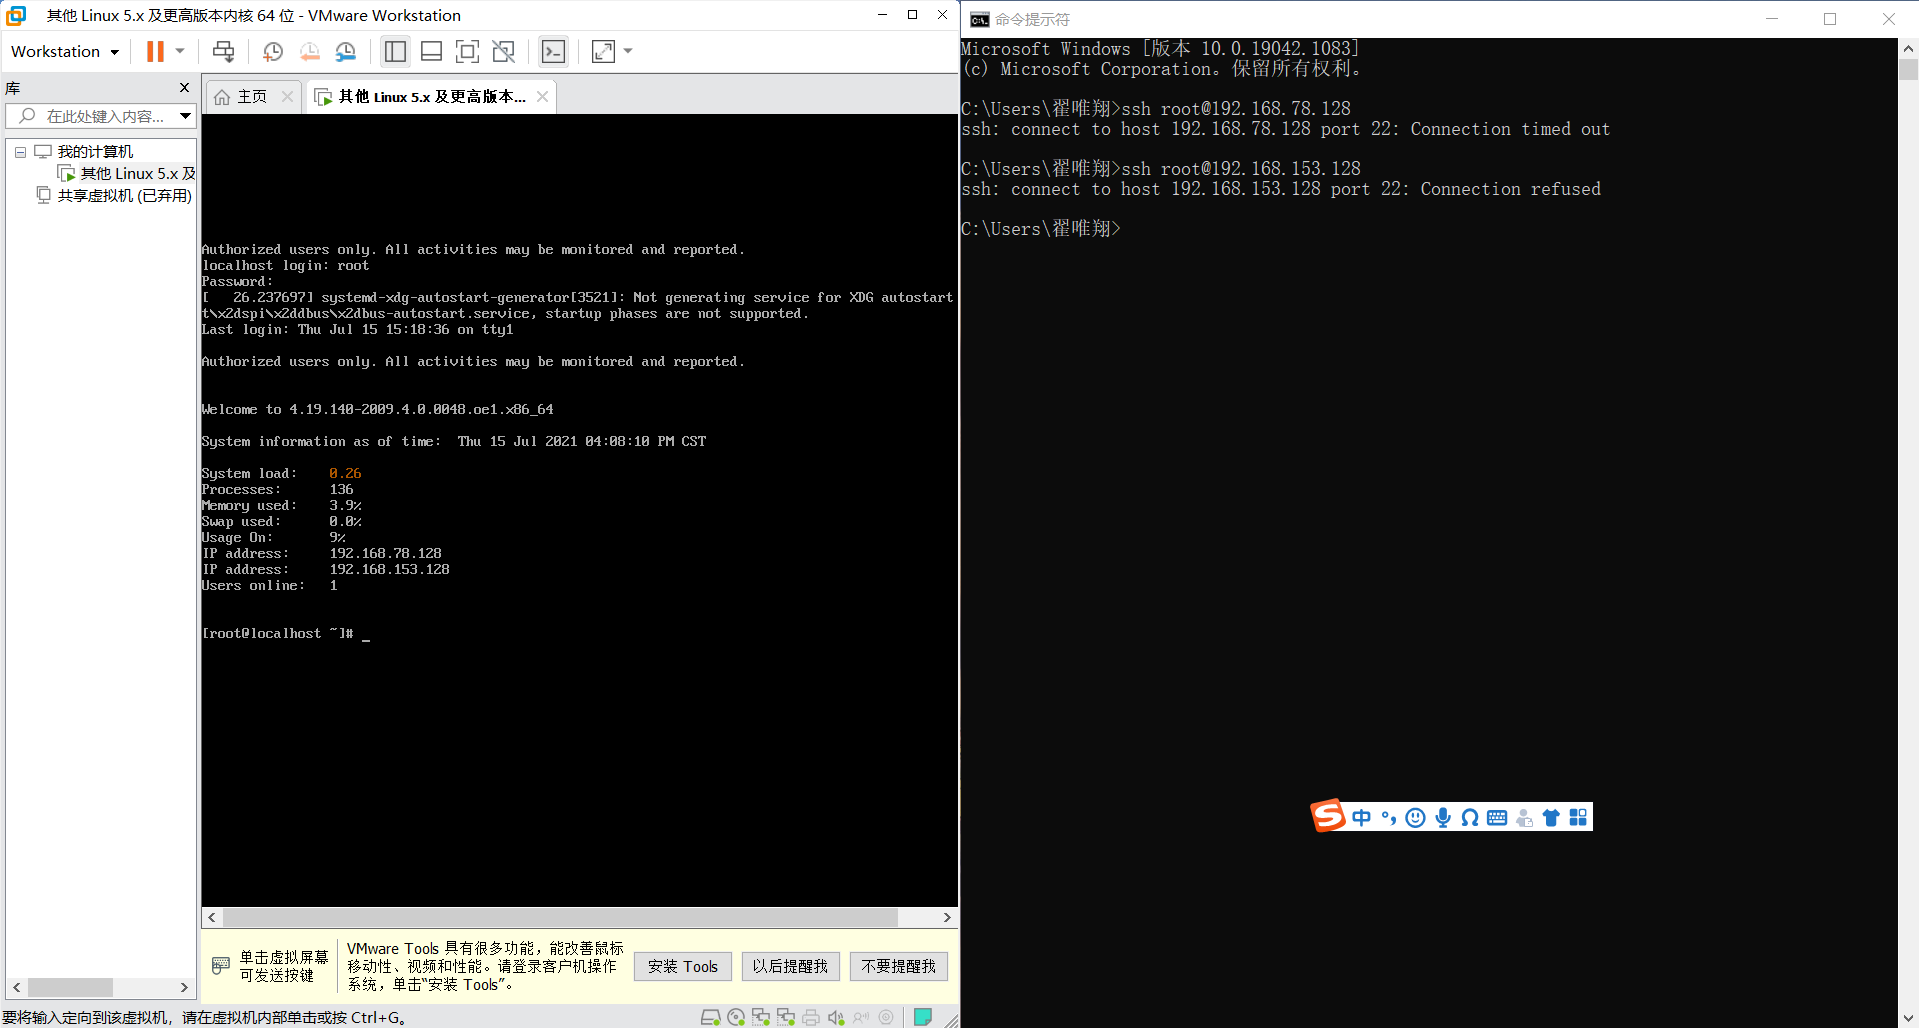 其他 Linux 5.x 及更高版本内核 64 位 - VMware Workstation
Workstation
库
在此处键入内容...
我的计算机
其他 Linux 5.x 及
共享虚拟机 (已弃用)
主页
其他 Linux 5.x 及更高版本...
Authorized users only. All activities may be monitored and reported.
localhost login: root
Password:
[   26.237697] systemd-xdg-autostart-generator[3521]: Not generating service for XDG autostart
t\x2dspi\x2ddbus\x2dbus-autostart.service, startup phases are not supported.
Last login: Thu Jul 15 15:18:36 on tty1
Authorized users only. All activities may be monitored and reported.
Welcome to 4.19.140-2009.4.0.0048.oe1.x86_64
System information as of time:  Thu 15 Jul 2021 04:08:10 PM CST
System load:    0.26
Processes:      136
Memory used:    3.9%
Swap used:      0.0%
Usage On:       9%
IP address:     192.168.78.128
IP address:     192.168.153.128
Users online:   1
[root@localhost ~]# _
单击虚拟屏幕
可发送按键
VMware Tools 具有很多功能，能改善鼠标
移动性、视频和性能。请登录客户机操作
系统，单击“安装 Tools”。
安装 Tools
以后提醒我
不要提醒我
要将输入定向到该虚拟机，请在虚拟机内部单击或按 Ctrl+G。
命令提示符
Microsoft Windows [版本 10.0.19042.1083]
(c) Microsoft Corporation。保留所有权利。
C:\Users\翟唯翔>ssh root@192.168.78.128
ssh: connect to host 192.168.78.128 port 22: Connection timed out
C:\Users\翟唯翔>ssh root@192.168.153.128
ssh: connect to host 192.168.153.128 port 22: Connection refused
C:\Users\翟唯翔>
中